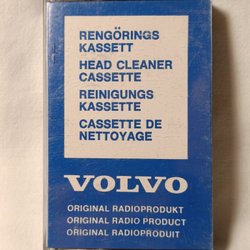 RENGÖRINGS
KASSETT
HEAD CLEANER
CASSETTE
REINIGUNGS
KASSETTE
CASSETTE DE
NETTOYAGE
VOLVO
ORIGINAL RADIOPRODUKT
ORIGINAL RADIO PRODUCT
ORIGINAL RADIOPRODUIT